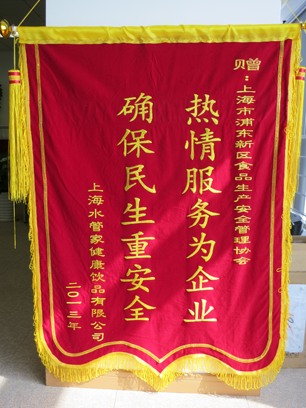 赠：上海市浦东新区食品生产安全管理协会
热情服务为企业
确保民生重安全
上海水管家健康饮品有限公司
二〇一三年